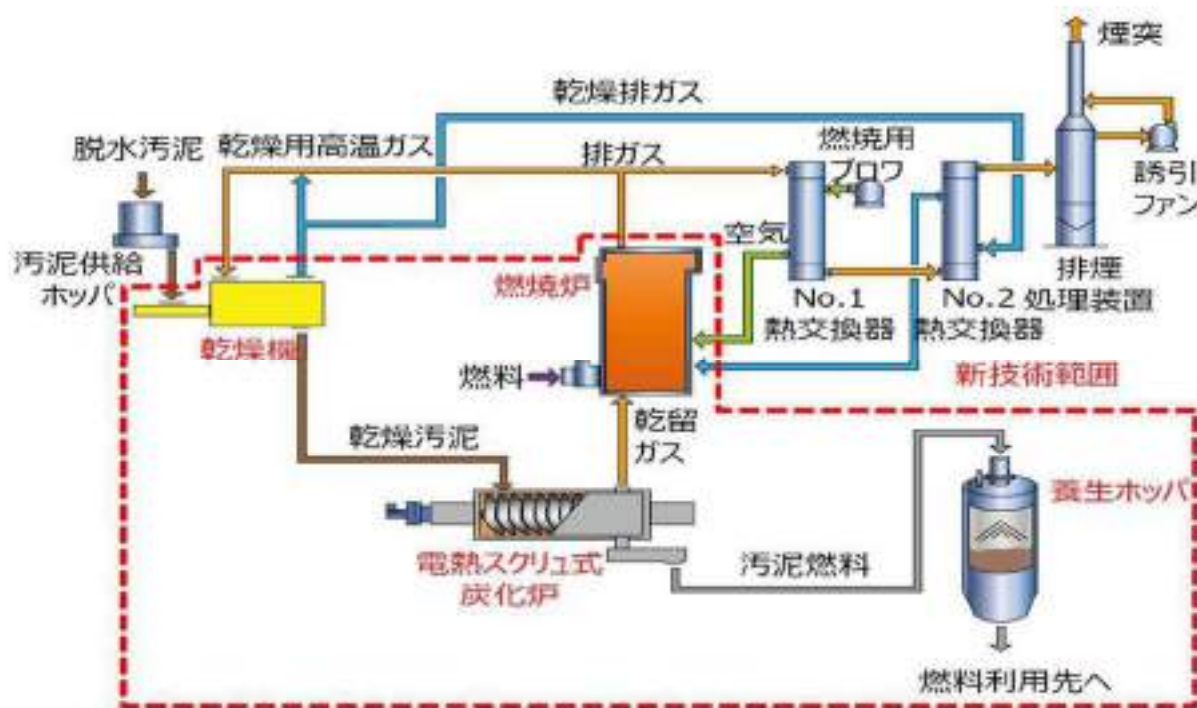 煙突
乾燥排ガス
脱水汚泥
乾燥用高温ガス
排ガス
燃焼用
ブロワ
誘引
ファン
汚泥供給
ホッパ
空気
燃焼炉
No.1
熱交換器
No.2
熱交換器
排煙
処理装置
乾燥機
燃料
新技術範囲
乾留
ガス
乾燥汚泥
養生ホッパ
電熱スクリュ式
炭化炉
汚泥燃料
燃料利用先へ